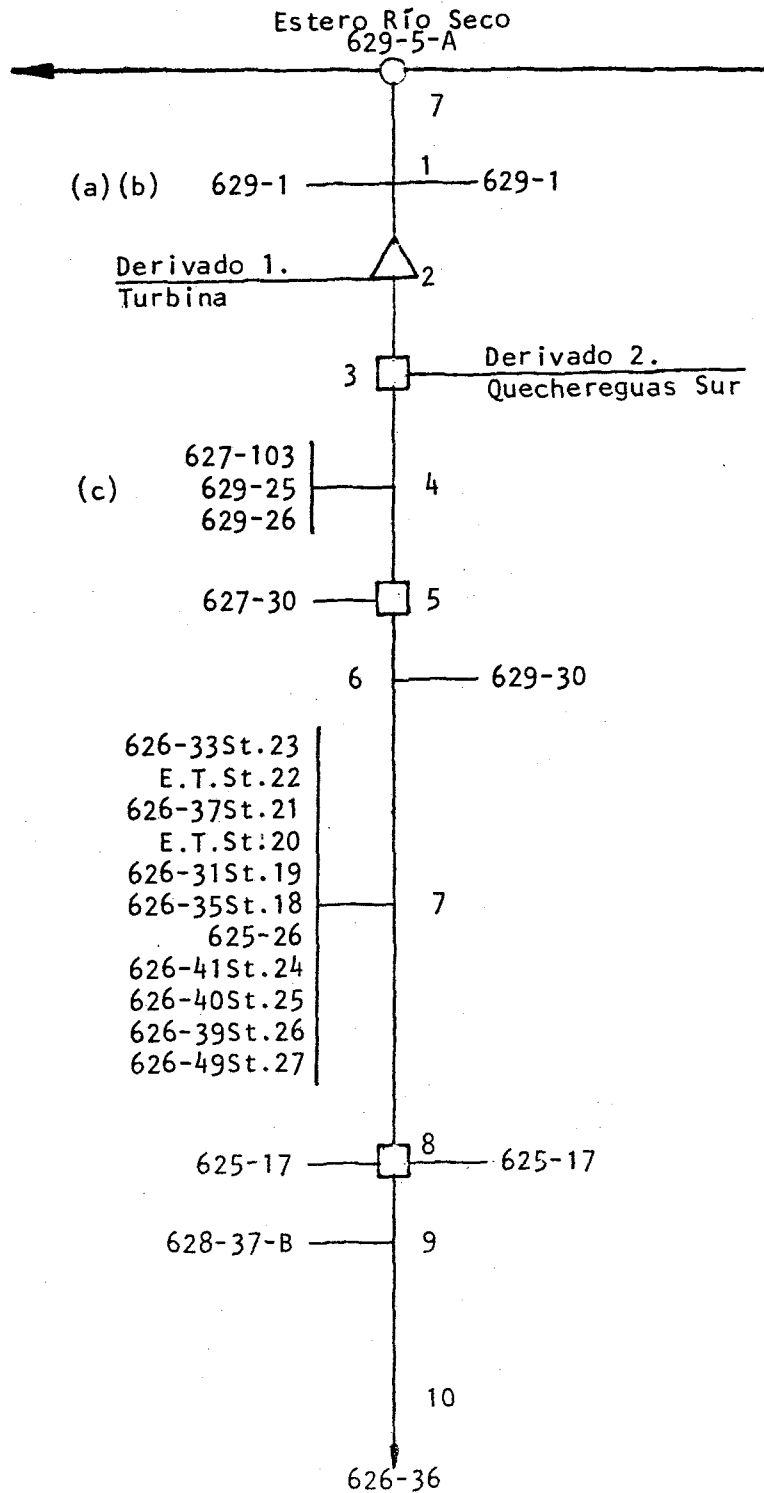 Estero Río Seco
629-5-A
7
1
(a)(b) 629-1 629-1
Derivado 1.
Turbina
2
3
Derivado 2.
Quechereguas Sur
627-103
(c) 629-25 4
629-26
627-30 5
6 629-30
626-33St.23
E.T.St.22
626-37St.21
E.T.St:20
626-31St.19
626-35St.18 7
625-26
626-41St.24
626-40St.25
626-39St.26
626-49St.27
8
625-17 625-17
628-37-B 9
10
626-36